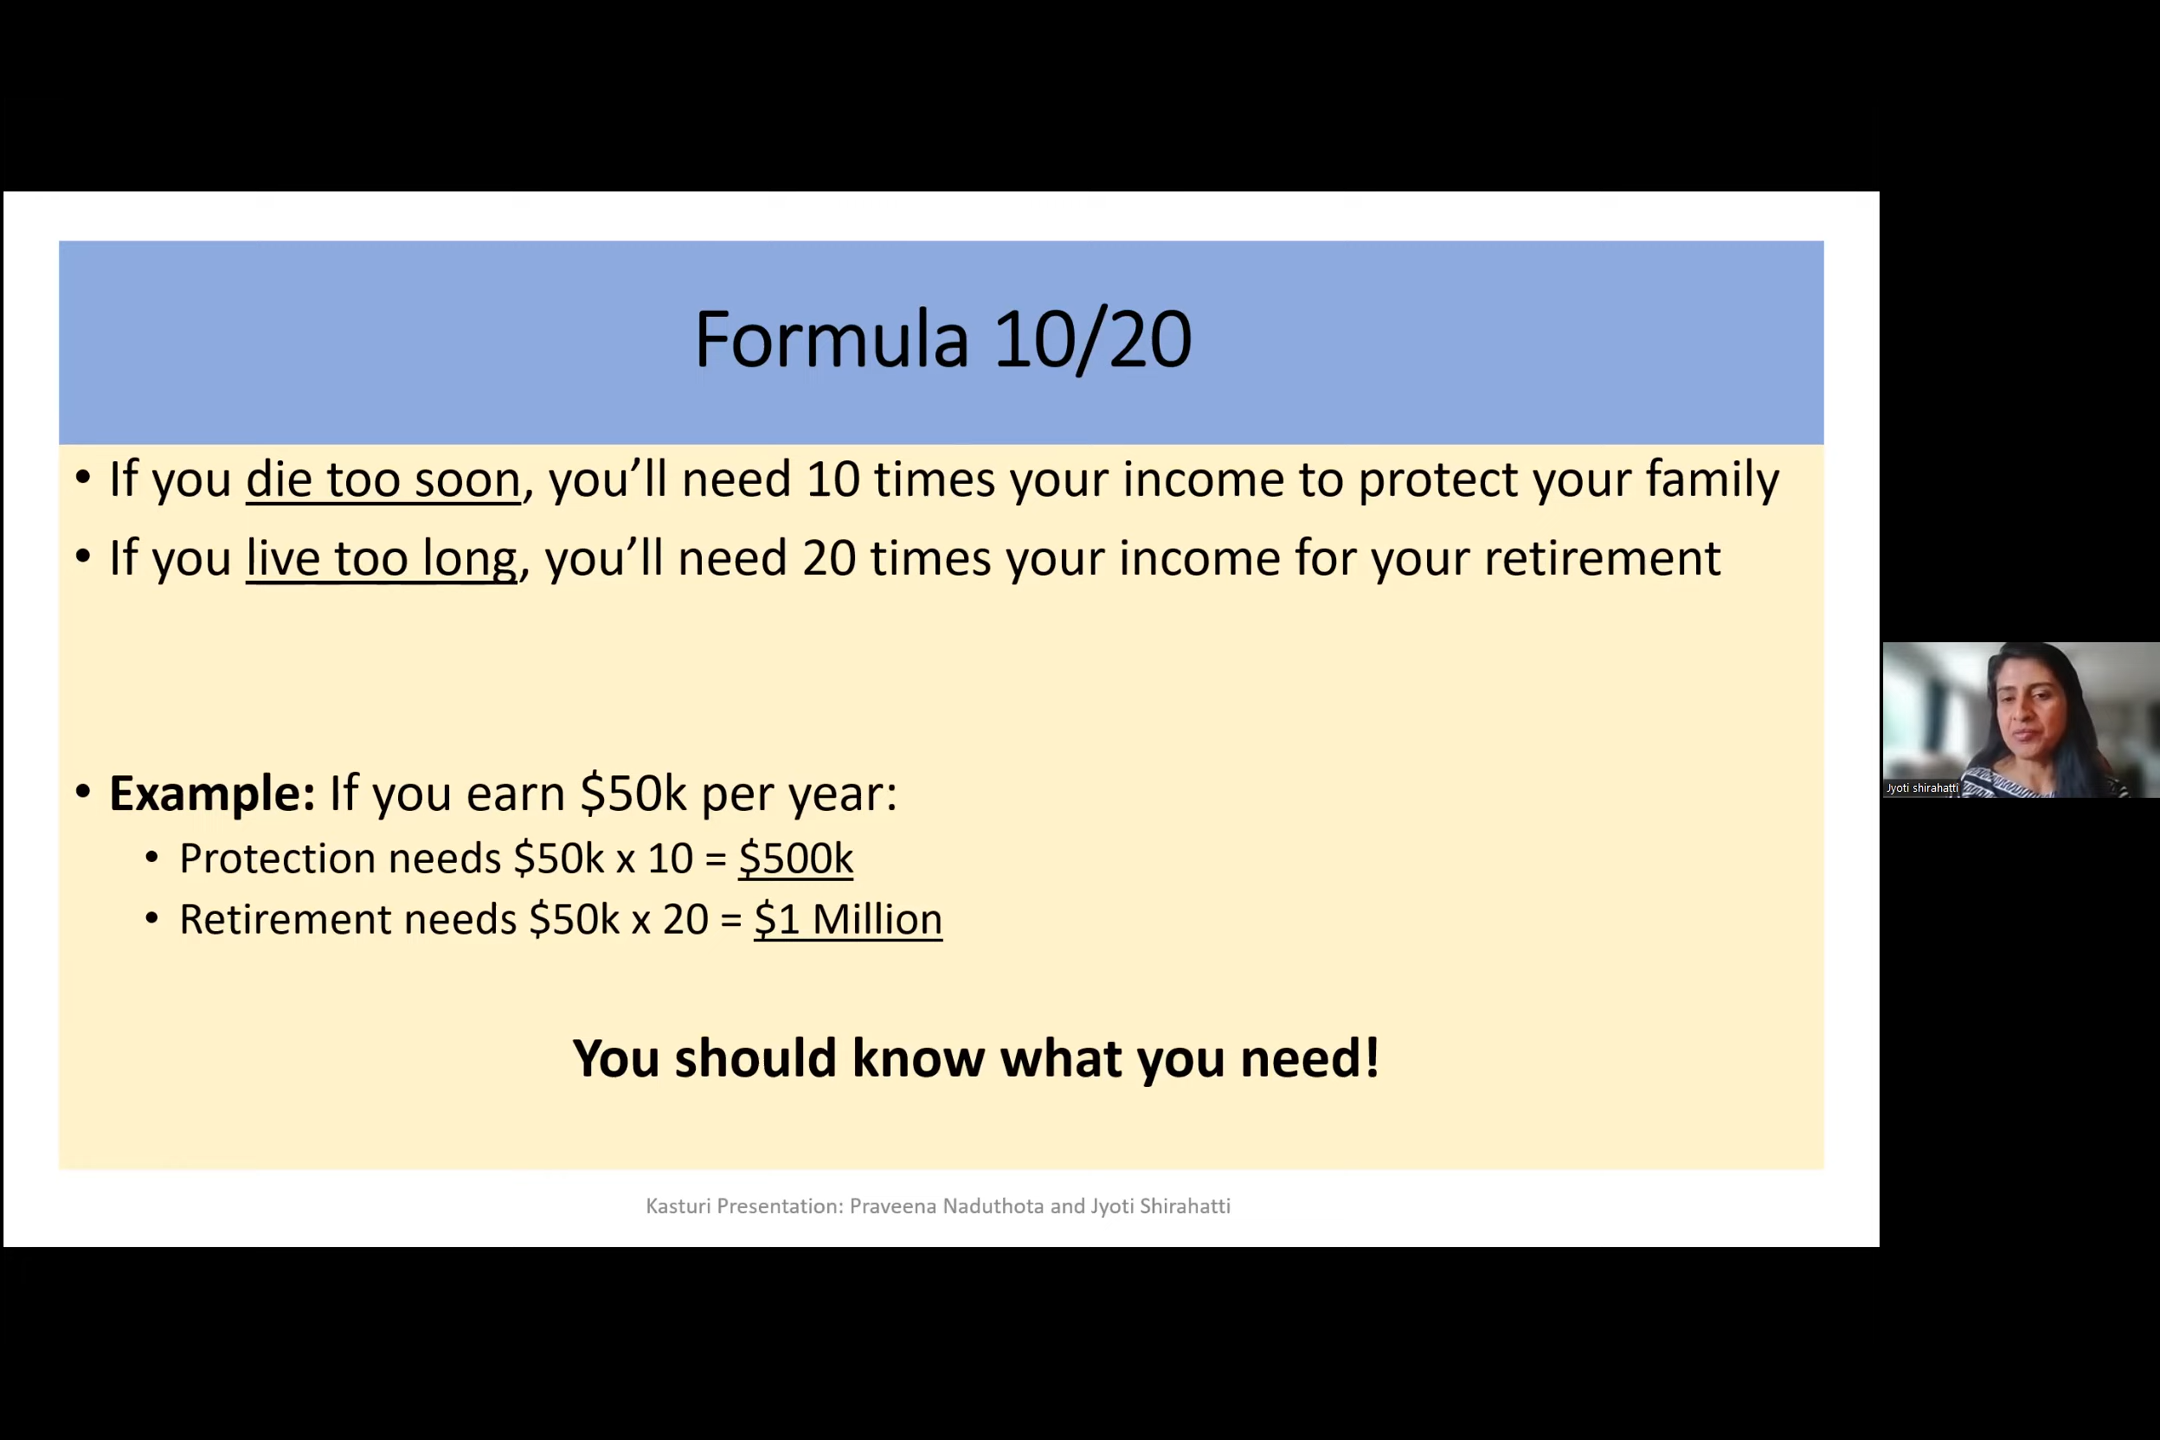 Formula 10/20
• If you die too soon, you’ll need 10 times your income to protect your family
• If you live too long, you’ll need 20 times your income for your retirement
• Example: If you earn $50k per year:
• Protection needs $50k x 10 = $500k
• Retirement needs $50k x 20 = $1 Million
You should know what you need!
Kasturi Presentation: Praveena Naduthota and Jyoti Shirahatti
Jyoti shirahatti